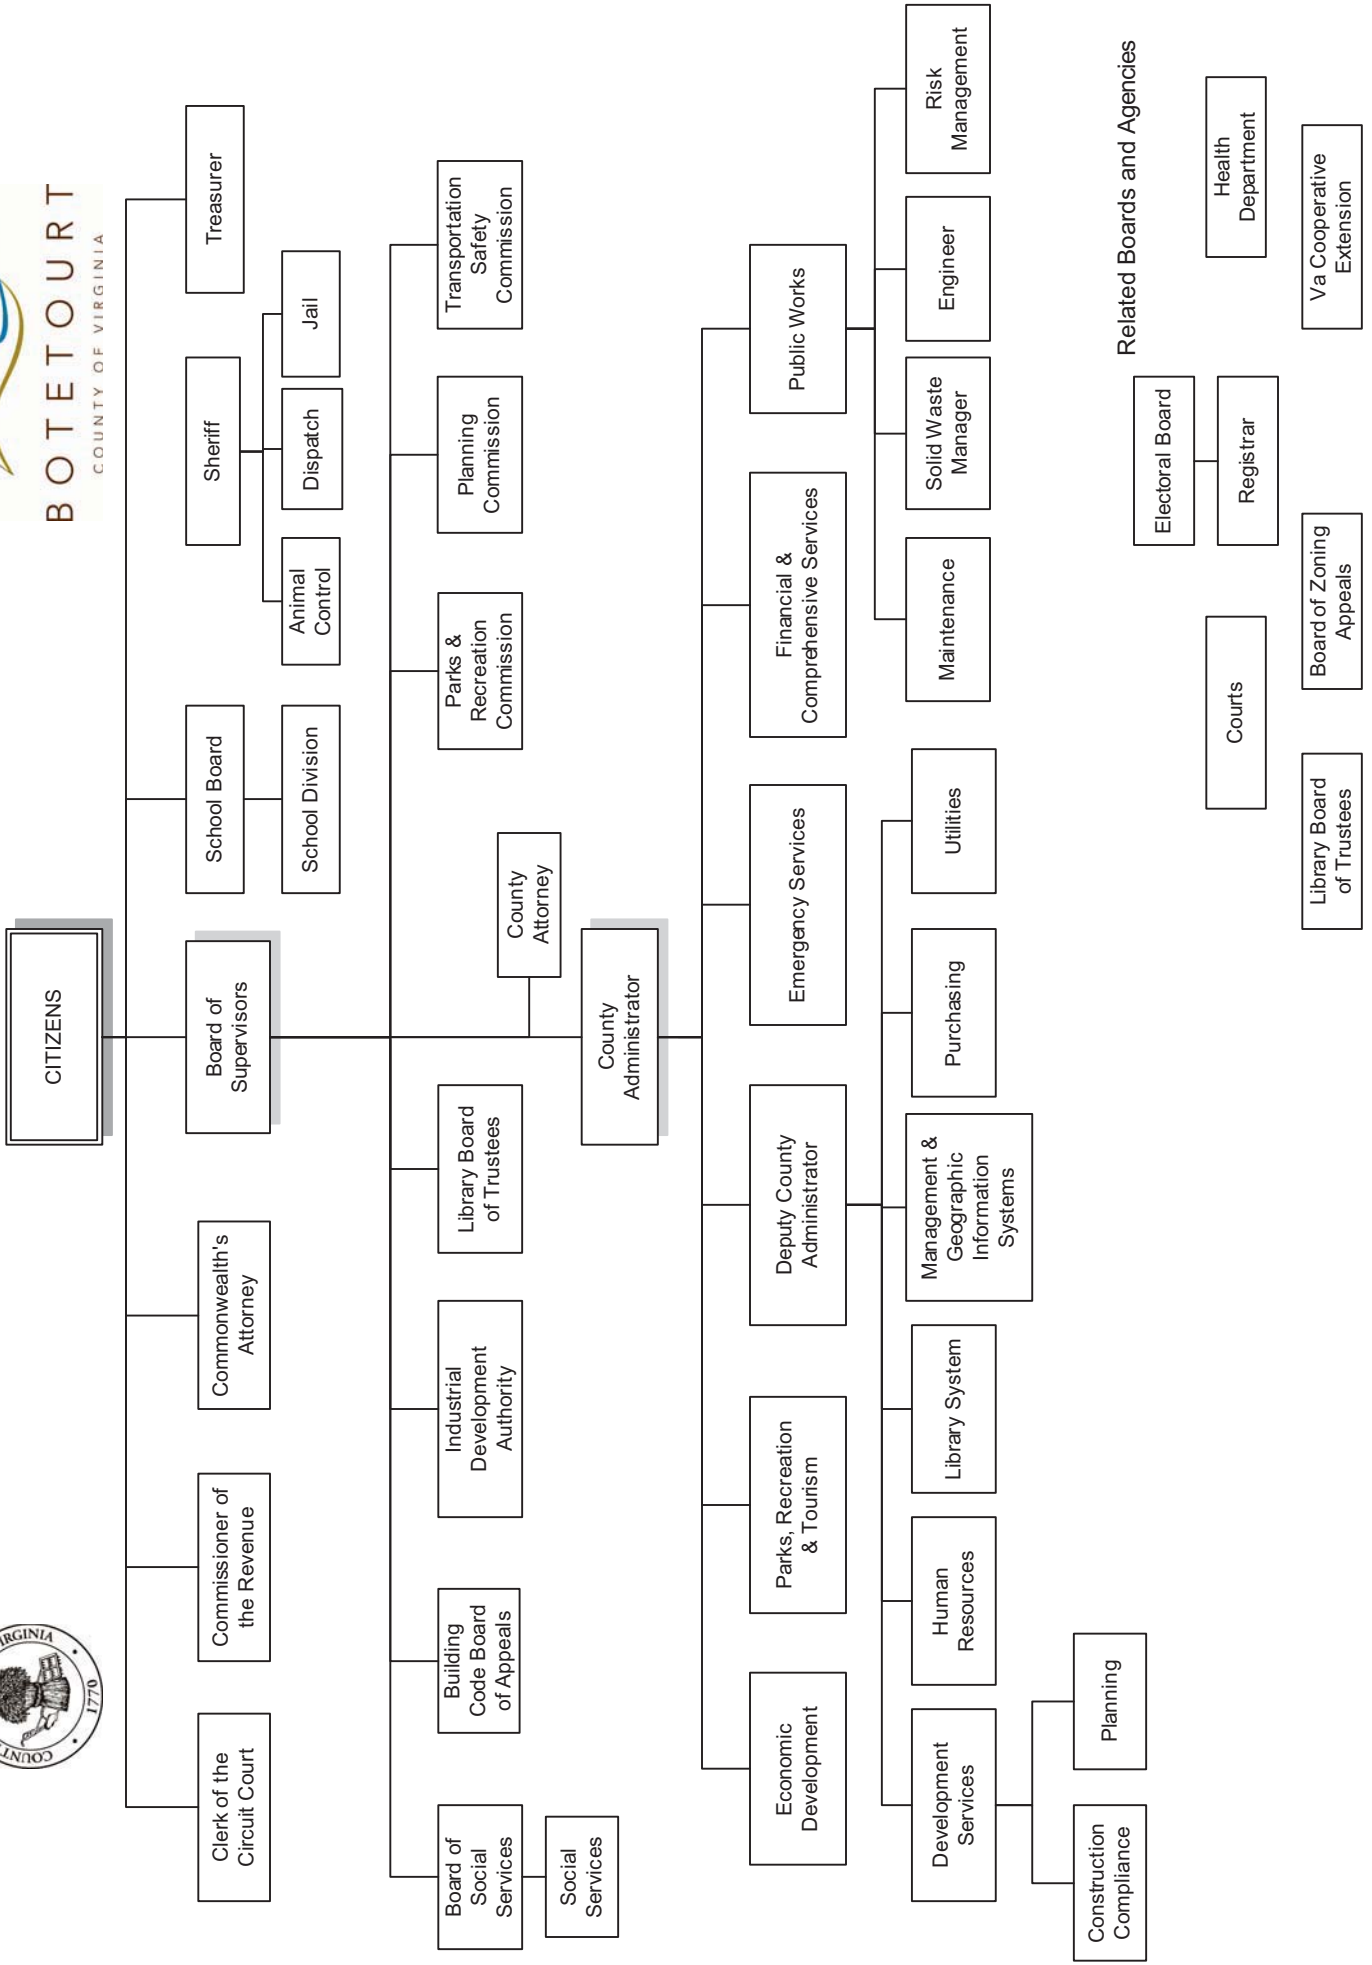 COUNT
RGINIA
1770
BOTETOURT
COUNTY OF VIRGINIA
CITIZENS
Clerk of the
Circuit Court
Commissioner of
the Revenue
Commonwealth's
Attorney
Board of
Supervisors
School Board
School Division
Sheriff
Animal
Control
Dispatch
Jail
Treasurer
Board of
Social
Services
Social
Services
Building
Code Board
of Appeals
Industrial
Development
Authority
Library Board
of Trustees
Parks &
Recreation
Commission
Planning
Commission
Transportation
Safety
Commission
County
Attorney
County
Administrator
Economic
Development
Parks, Recreation
& Tourism
Deputy County
Administrator
Emergency Services
Financial &
Comprehensive Services
Public Works
Development
Services
Human
Resources
Library System
Management &
Geographic
Information
Systems
Purchasing
Utilities
Maintenance
Solid Waste
Manager
Engineer
Risk
Management
Construction
Compliance
Planning
Related Boards and Agencies
Electoral Board
Registrar
Courts
Health
Department
Library Board
of Trustees
Board of Zoning
Appeals
Va Cooperative
Extension